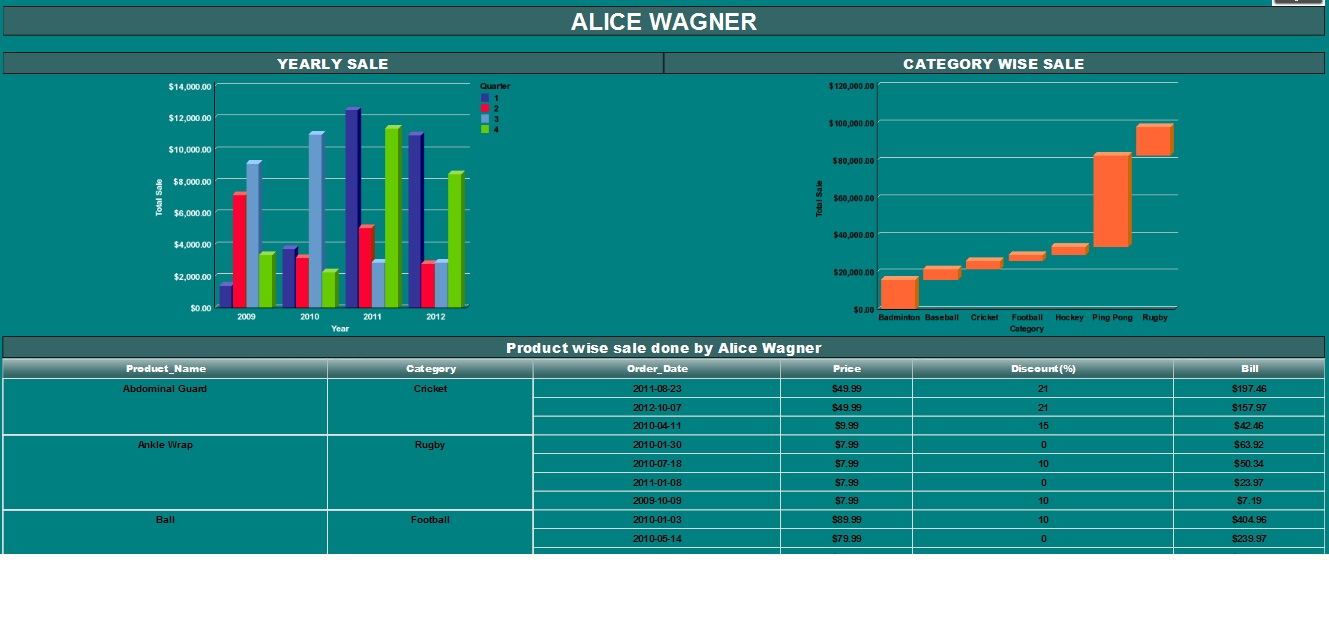 ALICE WAGNER
YEARLY SALE
CATEGORY WISE SALE
$14,000.00
$12,000.00
$10,000.00
$8,000.00
$6,000.00
$4,000.00
$2,000.00
$0.00
Total Sale
2009 2010 2011 2012
Year
Quarter
1
2
3
4
$120,000.00
$100,000.00
$80,000.00
$60,000.00
$40,000.00
$20,000.00
$0.00
Total Sale
Badminton Baseball Cricket Football Hockey Ping Pong Rugby
Category
Product wise sale done by Alice Wagner
Product_Name Category Order_Date Price Discount(%) Bill
Abdominal Guard Cricket 2011-08-23 $49.99 21 $197.46
2012-10-07 $49.99 21 $157.97
2010-04-11 $9.99 15 $42.46
Ankle Wrap Rugby 2010-01-30 $7.99 0 $63.92
2010-07-18 $7.99 10 $50.34
2011-01-08 $7.99 0 $23.97
2009-10-09 $7.99 10 $7.19
Ball Football 2010-01-03 $89.99 10 $404.96
2010-05-14 $79.99 0 $239.97